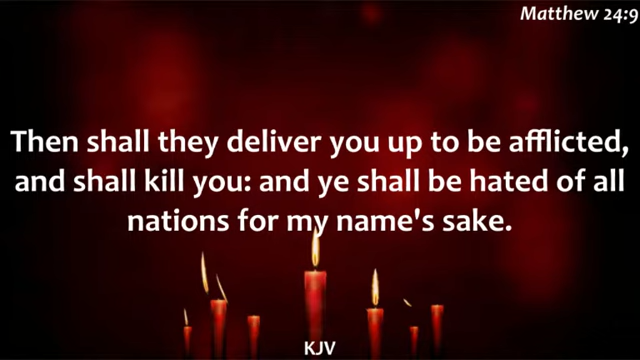 Matthew 24:9
Then shall they deliver you up to be afflicted,
and shall kill you: and ye shall be hated of all
nations for my name's sake.
KJV